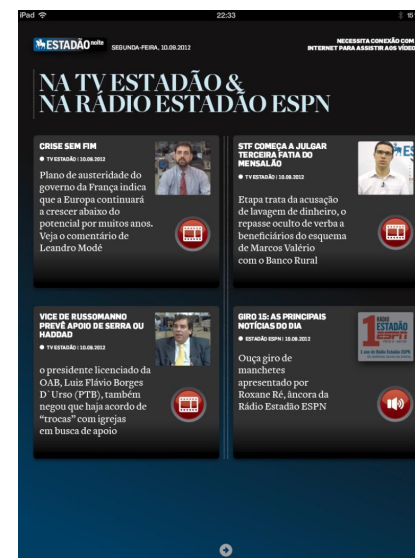 iPad
22:33
ESTADÃO noite
SEGUNDA-FEIRA, 10.09.2012
NECESSITA CONEXÃO COM
INTERNET PARA ASSISTIR AOS VÍDEO
NA TV ESTADÃO &
NA RÁDIO ESTADÃO ESPN
CRISE SEM FIM
TV ESTADÃO | 10.09.2012
Plano de austeridade do
governo da França indica
que a Europa continuará
a crescer abaixo do
potencial por muitos anos.
Veja o comentário de
Leandro Modé
STF COMEÇA A JULGAR
TERCEIRA FATIA DO
MENSALÃO
TV ESTADÃO | 10.09.2012
Etapa trata da acusação
de lavagem de dinheiro, o
repasse oculto de verba a
beneficiários do esquema
de Marcos Valério
com o Banco Rural
VICE DE RUSSOMANNO
PREVÊ APOIO DE SERRA OU
HADDAD
TV ESTADÃO | 10.09.2012
o presidente licenciado da
OAB, Luiz Flávio Borges
D`Urso (PTB), também
negou que haja acordo de
“trocas” com igrejas
em busca de apoio
GIRO 15: AS PRINCIPAIS
NOTÍCIAS DO DIA
ESTADÃO ESPN | 10.09.2012
Ouça giro de
manchetes
apresentado por
Roxane Ré, âncora da
Rádio Estadão ESPN
1
RÁDIO
ESTADÃO
ESPN